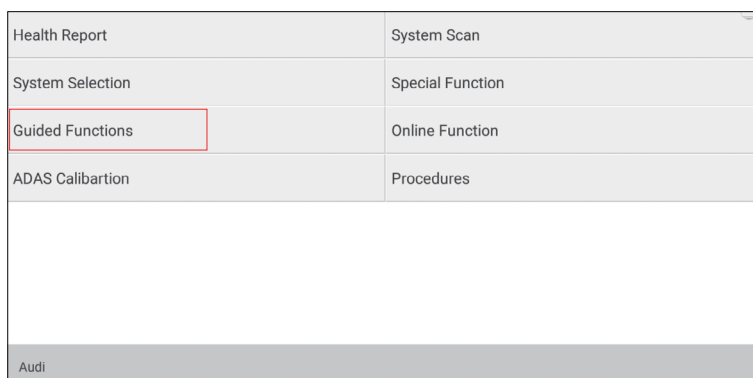 Health Report
System Scan
System Selection
Special Function
Guided Functions
Online Function
ADAS Calibartion
Procedures
Audi